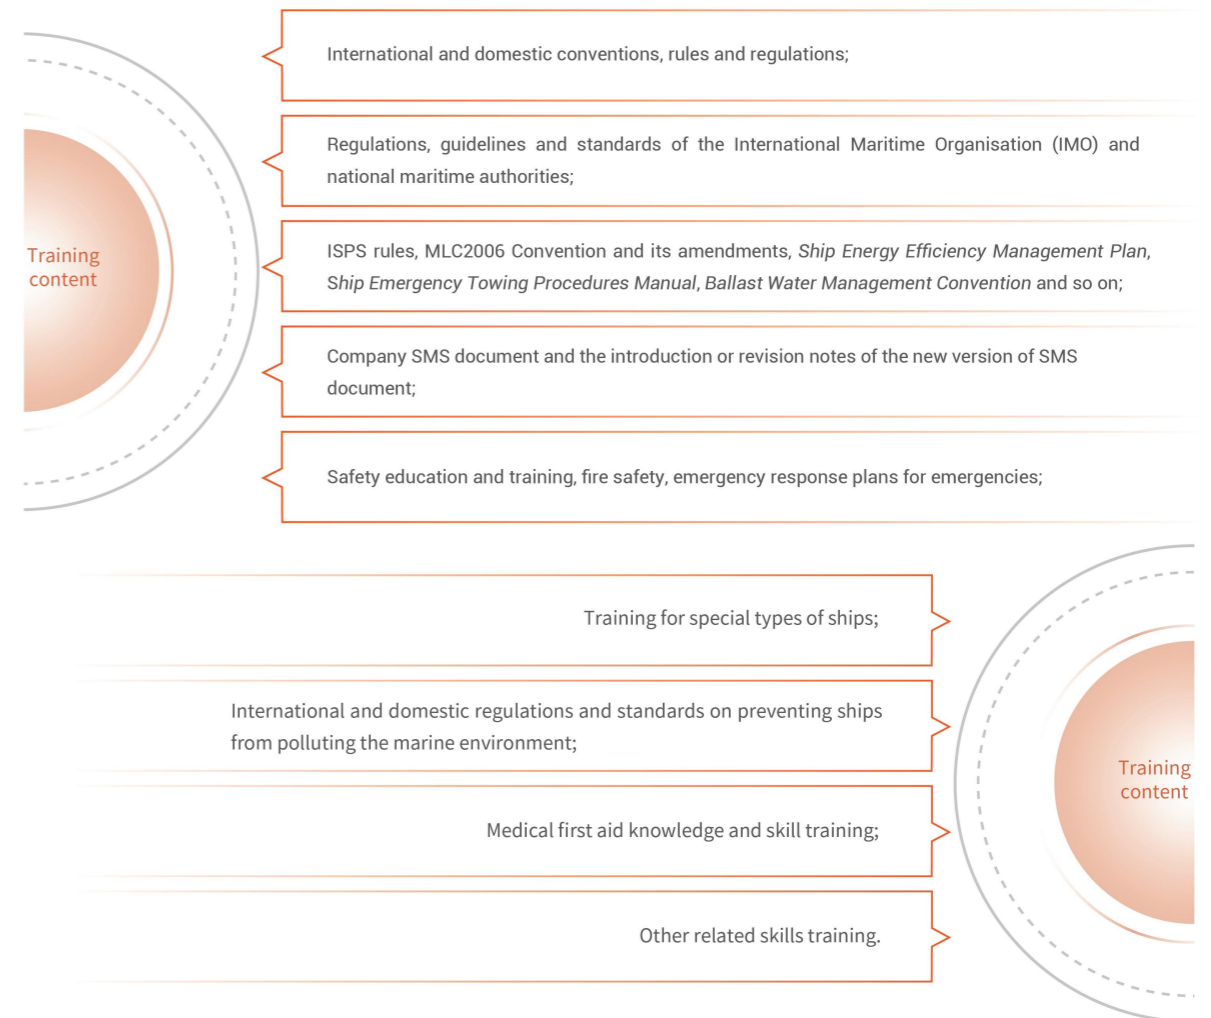 International and domestic conventions, rules and regulations;
Regulations, guidelines and standards of the International Maritime Organisation (IMO) and
national maritime authorities;
Training
content
ISPS rules, MLC2006 Convention and its amendments, Ship Energy Efficiency Management Plan,
Ship Emergency Towing Procedures Manual, Ballast Water Management Convention and so on;
Company SMS document and the introduction or revision notes of the new version of SMS
document;
Safety education and training, fire safety, emergency response plans for emergencies;
Training for special types of ships;
International and domestic regulations and standards on preventing ships
from polluting the marine environment;
Training
content
Medical first aid knowledge and skill training;
Other related skills training.